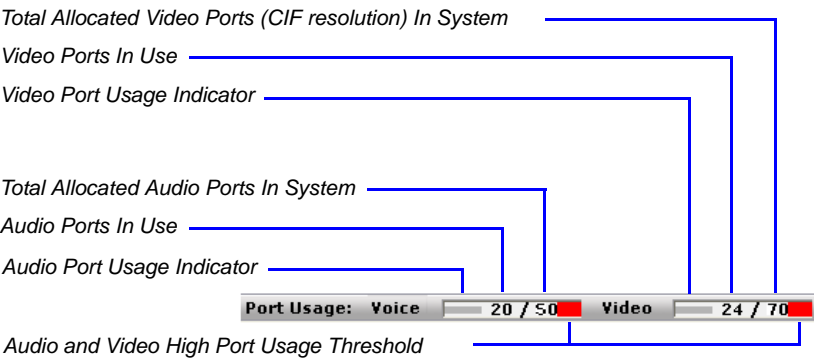 Total Allocated Video Ports (CIF resolution) In System
Video Ports In Use
Video Port Usage Indicator
Total Allocated Audio Ports In System
Audio Ports In Use
Audio Port Usage Indicator
Port Usage: Voice 20 / 50 Video 24 / 70
Audio and Video High Port Usage Threshold